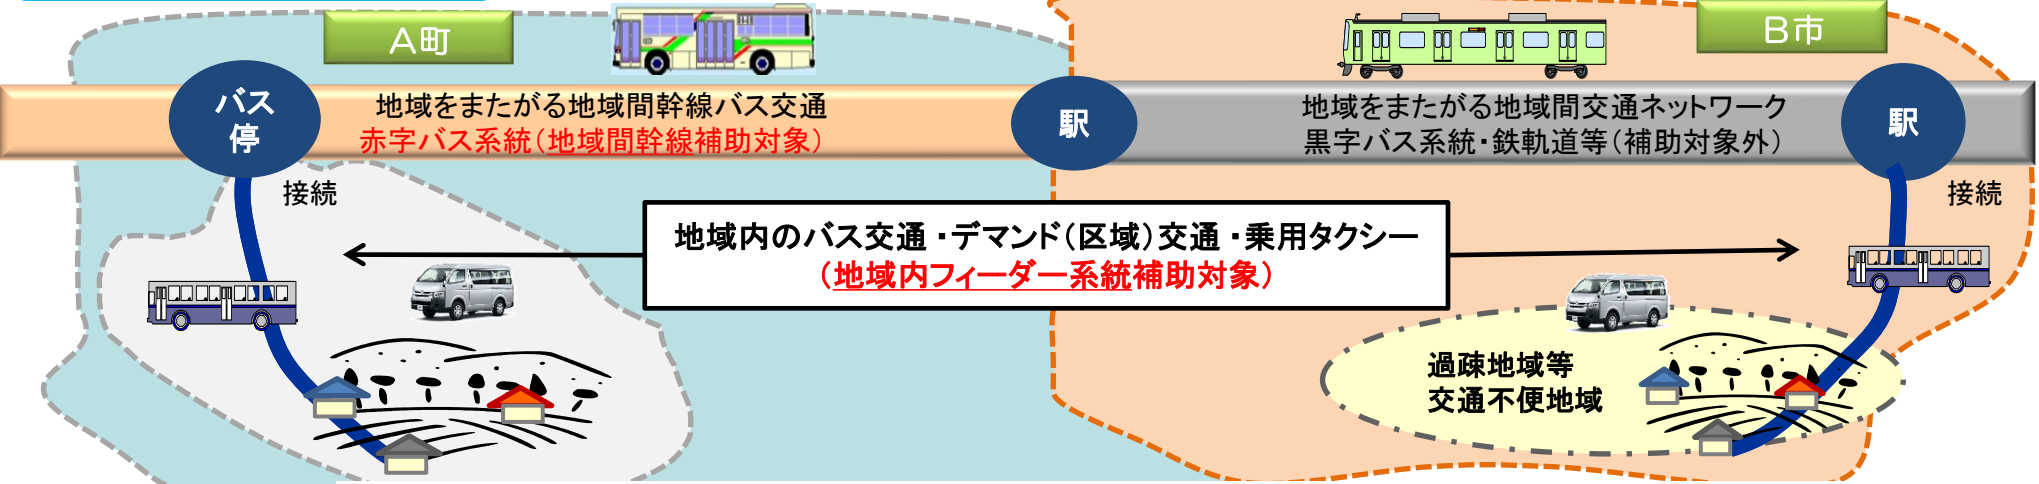 A町
B市
バス停
地域をまたがる地域間幹線バス交通
赤字バス系統(地域間幹線補助対象)
駅
地域をまたがる地域間交通ネットワーク
黒字バス系統・鉄軌道等(補助対象外)
駅
接続
接続
地域内のバス交通・デマンド(区域)交通・乗用タクシー
(地域内フィーダー系統補助対象)
過疎地域等
交通不便地域